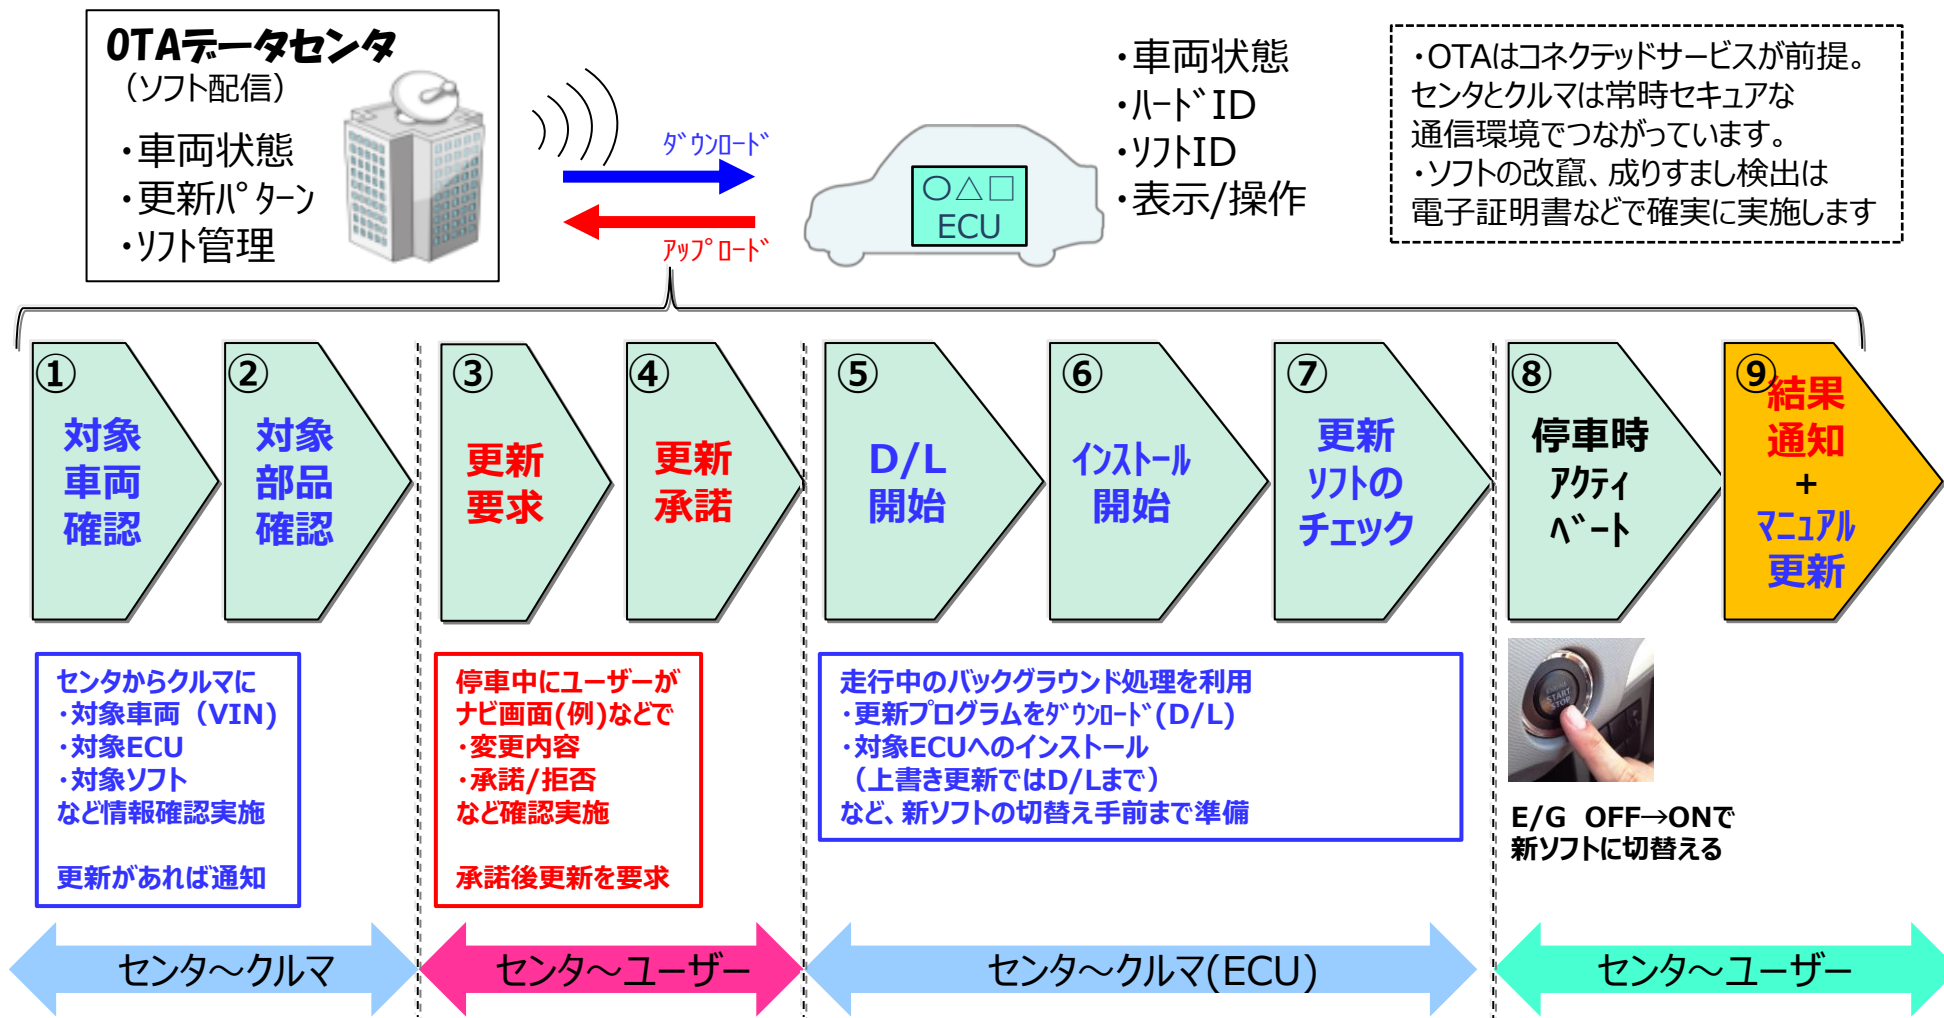 OTAデータセンタ
（ソフト配信）
・車両状態
・更新ﾊﾟﾀｰﾝ
・ｿﾌﾄ管理
ﾀﾞｳﾝﾛｰﾄﾞ
ｱｯﾌﾟﾛｰﾄﾞ
○△□
ECU
・車両状態
・ﾊｰﾄﾞID
・ｿﾌﾄID
・表示/操作
・OTAはコネクテッドサービスが前提。
センタとクルマは常時セキュアな
通信環境でつながっています。
・ソフトの改竄、成りすまし検出は
電子証明書などで確実に実施します
①
対象
車両
確認
②
対象
部品
確認
③
更新
要求
④
更新
承諾
⑤
D/L
開始
⑥
ｲﾝｽﾄｰﾙ
開始
⑦
更新
ｿﾌﾄの
チェック
⑧
停車時
ｱｸﾃｨ
ﾍﾞｰﾄ
⑨
結果
通知
+
ﾏﾆｭｱﾙ
更新
センタからクルマに
・対象車両（VIN)
・対象ECU
・対象ソフト
など情報確認実施
更新があれば通知
停車中にユーザーが
ナビ画面(例)などで
・変更内容
・承諾/拒否
など確認実施
承諾後更新を要求
走行中のバックグラウンド処理を利用
・更新プログラムをﾀﾞｳﾝﾛｰﾄﾞ(D/L)
・対象ECUへのインストール
（上書き更新ではD/Lまで）
など、新ソフトの切替え手前まで準備
START
STOP
E/G OFF→ONで
新ソフトに切替える
センタ～クルマ
センタ～ユーザー
センタ～クルマ(ECU)
センタ～ユーザー